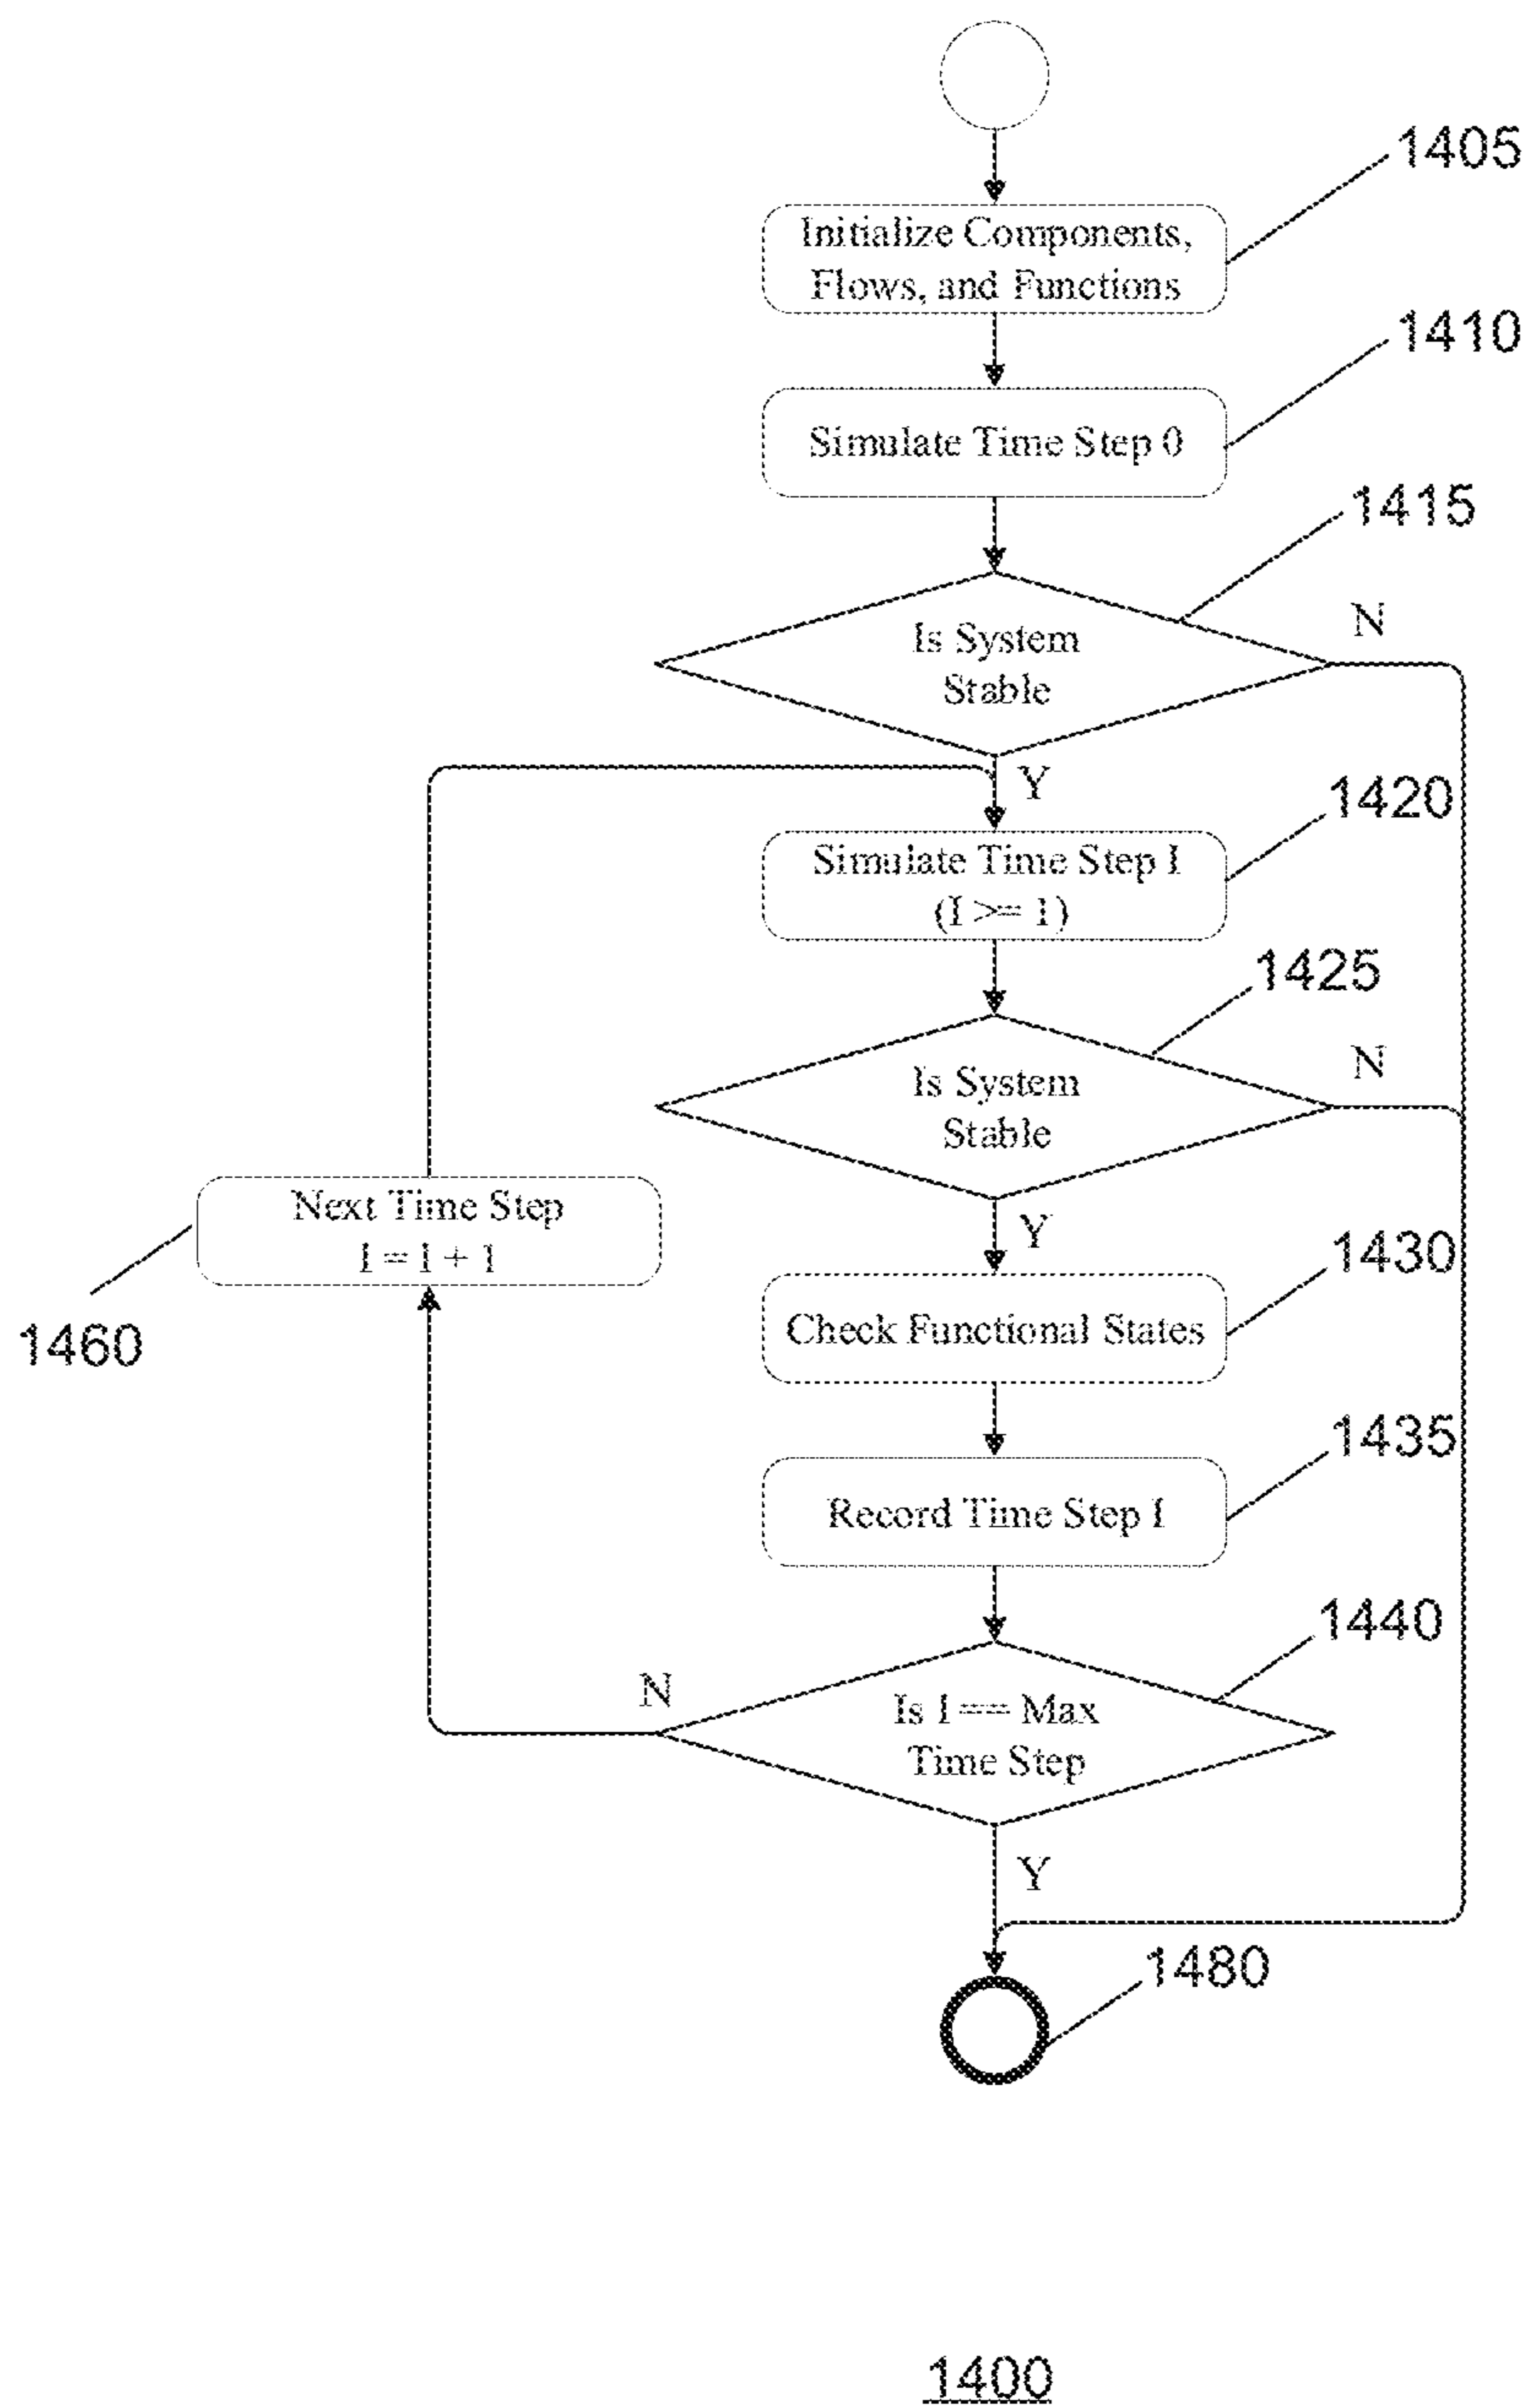 1405
Initialize Components,
Flows, and Functions
1410
Simulate Time Step 0
1415
Is System
Stable
N
Y
1420
Simulate Time Step I
(I >= 1)
1425
Is System
Stable
N
Y
Next Time Step
I = I + 1
1460
1430
Check Functional States
1435
Record Time Step I
1440
Is I == Max
Time Step
N
Y
1480
1400